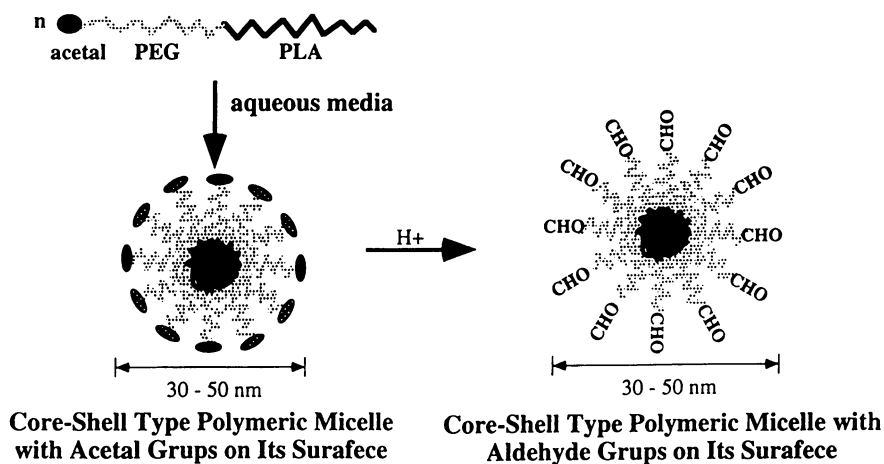 n
acetal PEG PLA
aqueous media
H+
CHO
CHO
CHO
CHO
CHO
CHO
CHO
CHO
CHO
CHO
CHO
CHO
30 - 50 nm
30 - 50 nm
Core-Shell Type Polymeric Micelle
with Acetal Grups on Its Surafece
Core-Shell Type Polymeric Micelle with
Aldehyde Grups on Its Surafece